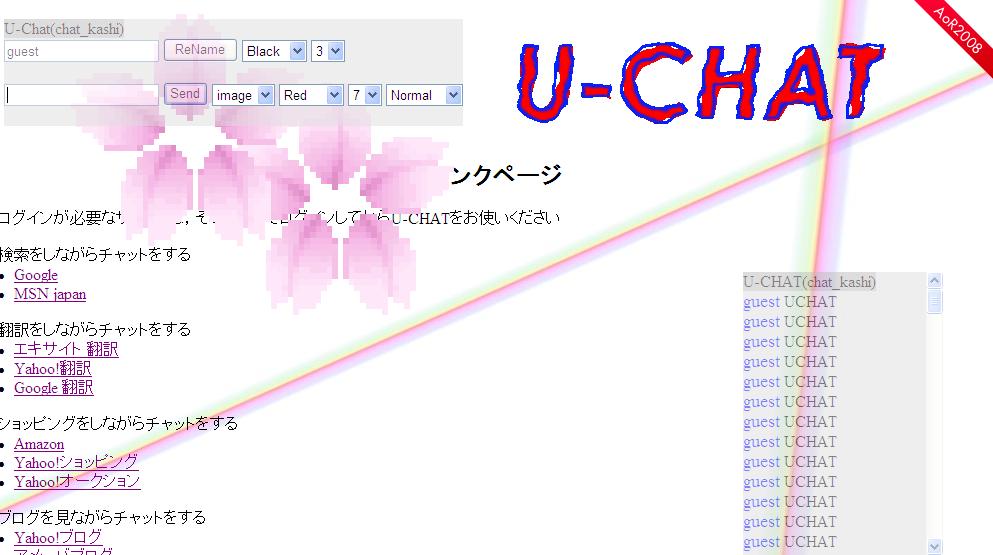 U-Chat(chat_kashi)
guest ReName Black 3
Send image Red 7 Normal
U-CHAT
AoR2008
ンクページ
ログインが必要な
ログインしてからU-CHATをお使いください
検索をしながらチャットをする
Google
MSN japan
翻訳をしながらチャットをする
エキサイト 翻訳
Yahoo!翻訳
Google 翻訳
ショッピングをしながらチャットをする
Amazon
Yahoo!ショッピング
Yahoo!オークション
ブログを見ながらチャットをする
Yahoo!ブログ
アメーバブログ
U-CHAT(chat_kashi)
guest UCHAT
guest UCHAT
guest UCHAT
guest UCHAT
guest UCHAT
guest UCHAT
guest UCHAT
guest UCHAT
guest UCHAT
guest UCHAT
guest UCHAT
guest UCHAT
guest UCHAT